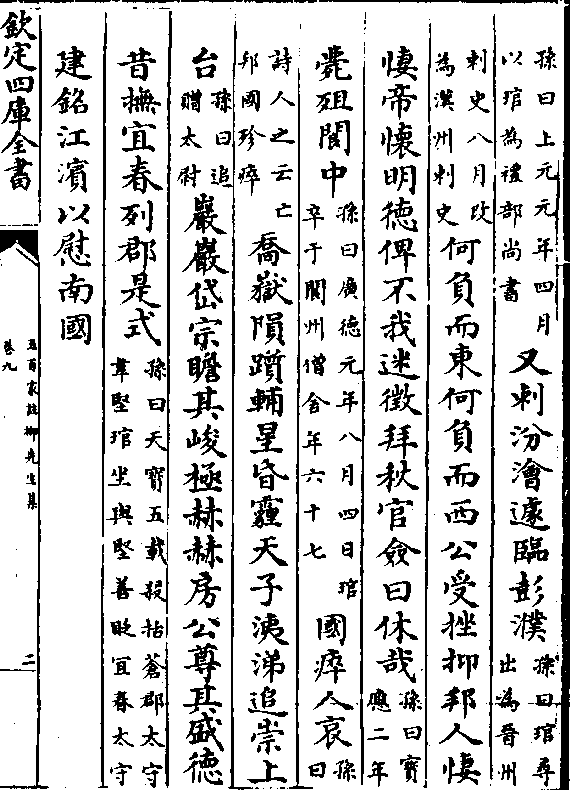 孫曰上元元年四月
以琯為禮部尚書
又刺汾澮遽臨彭濮
孫曰琯尋
出為晉州
刺史八月改
為漢州刺史
何負而東何負而西公受挫抑邦人悽
悽帝懷明德俾不我迷徵拜秋官僉曰休哉
孫曰寶
應二年
薨殂閬中
孫曰廣德元年八月四日琯
卒于閬州僧舍年六十七
國瘁人哀
孫曰
詩人之云亡
邦國殄瘁
喬嶽隕躓輔星昏霾天子洟涕追崇上
台
孫曰追
贈太尉
巖巖岱宗瞻其峻極赫赫房公尊其盛德
昔撫宜春列郡是式
孫曰天寶五載殺括蒼郡太守
韋堅琯坐與堅善貶宜春太守
建銘江濱以慰南國
欽定四庫全書
五百家註柳先生集
卷九
二